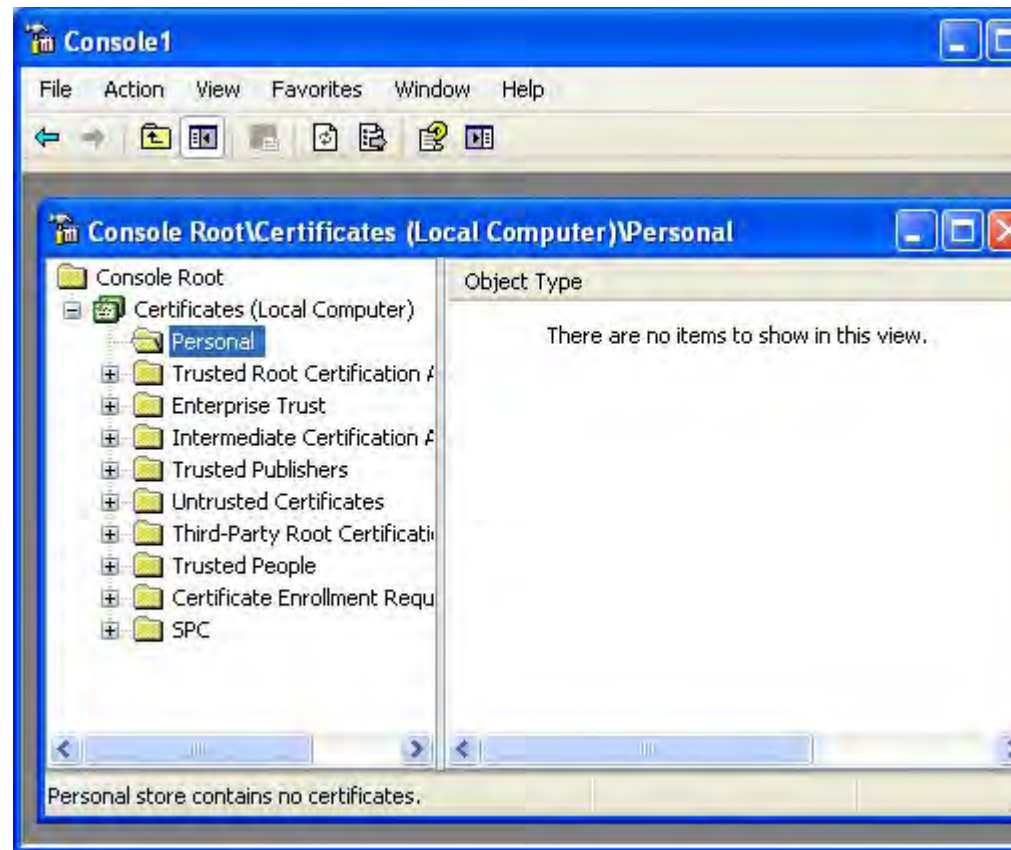 Console1
File Action View Favorites Window Help
Console Root\Certificates (Local Computer)\Personal
Console Root
Certificates (Local Computer)
Personal
Trusted Root Certification A
Enterprise Trust
Intermediate Certification A
Trusted Publishers
Untrusted Certificates
Third-Party Root Certificati
Trusted People
Certificate Enrollment Requ
SPC
Object Type
There are no items to show in this view.
Personal store contains no certificates.